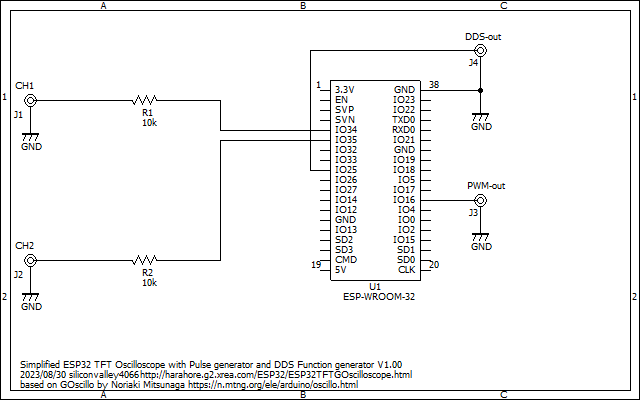 A B C
DDS-out
J4
CH1
J1
R1
10k
GND
1 38
3.3V GND
EN IO23
SVP IO22
SVN TXD0
IO34 RXD0
IO35 IO21
IO32 GND
IO33 IO19
IO25 IO18
IO26 IO5
IO27 IO17
IO14 IO16
IO12 IO4
GND IO0
IO13 IO2
SD2 IO15
SD3 SD1
CMD SD0
5V CLK
19 20
U1
ESP-WROOM-32
GND
PWM-out
J3
GND
CH2
J2
R2
10k
GND
1 1
2 2
Simplified ESP32 TFT Oscilloscope with Pulse generator and DDS Function generator V1.00
2023/08/30 siliconvalley4066http://harahore.g2.xrea.com/ESP32/ESP32TFTGOscilloscope.html
based on GOscillo by Noriaki Mitsunaga https://n.mtng.org/ele/arduino/oscillo.html
A B C